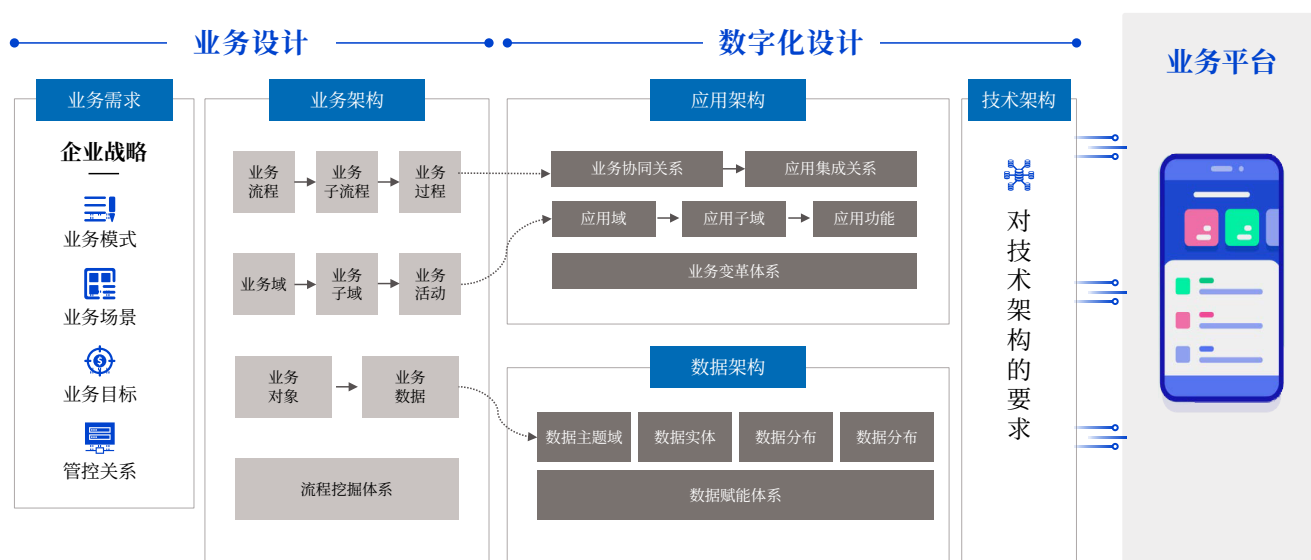 业务设计
数字化设计
业务平台
业务需求
企业战略
业务模式
业务场景
业务目标
管控关系
业务架构
业务
流程
业务
子流程
业务
过程
业务域
业务
子域
业务
活动
业务
对象
业务
数据
流程挖掘体系
应用架构
业务协同关系
应用集成关系
应用域
应用子域
应用功能
业务变革体系
数据架构
数据主题域
数据实体
数据分布
数据分布
数据赋能体系
技术架构
对技术架构的要求